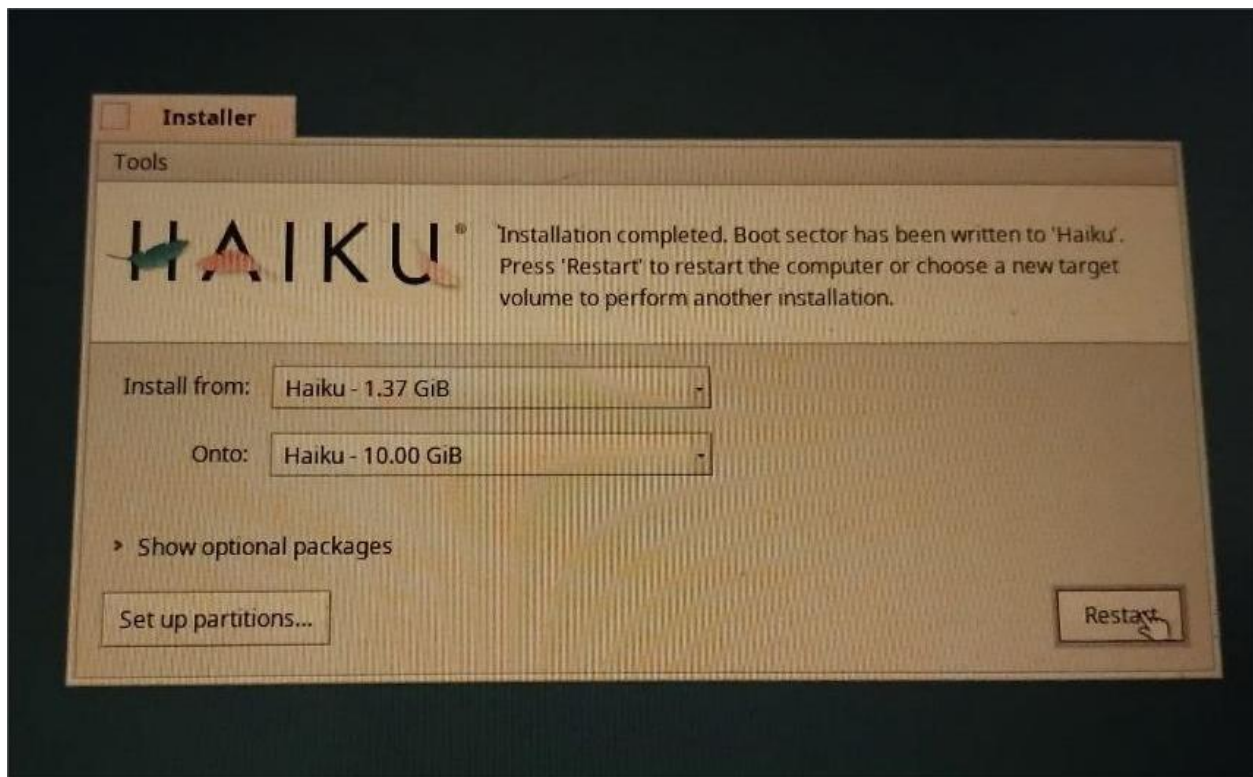 Installer
Tools
HAIKU®
Installation completed. Boot sector has been written to 'Haiku'.
Press 'Restart' to restart the computer or choose a new target
volume to perform another installation.
Install from: Haiku - 1.37 GiB
Onto: Haiku - 10.00 GiB
Show optional packages
Set up partitions...
Restart